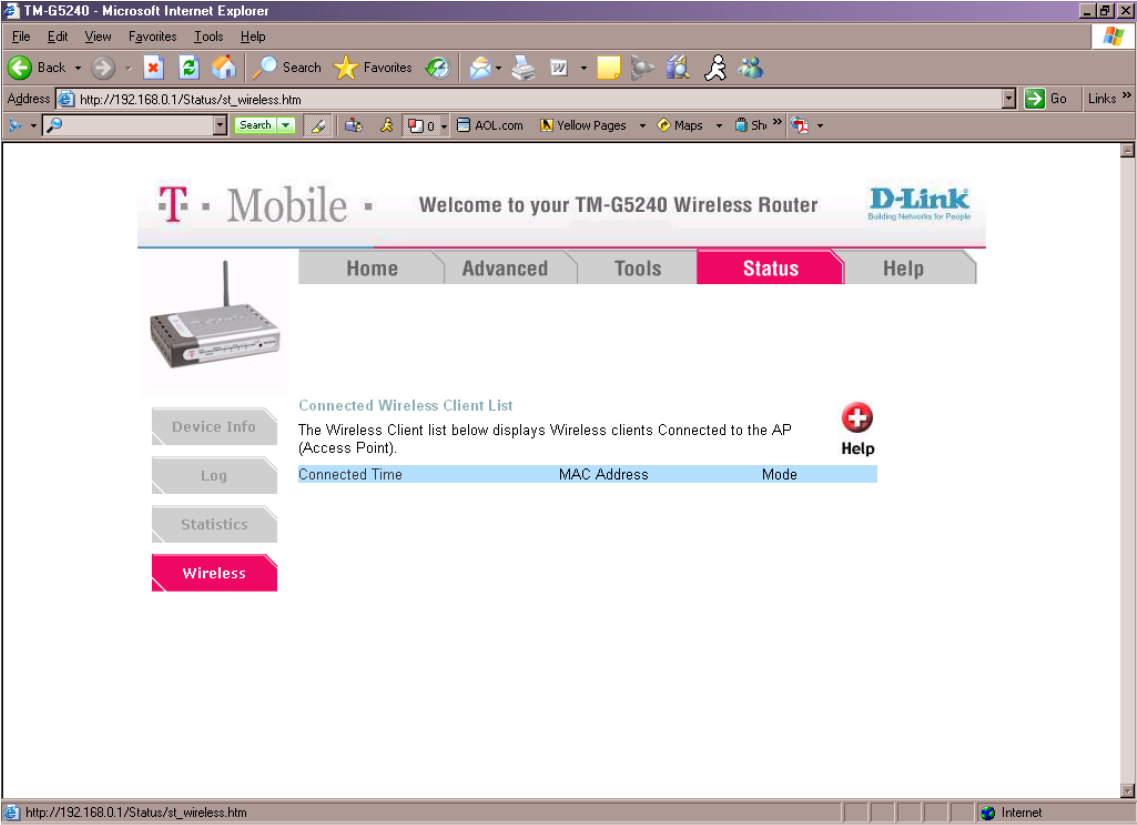 TM-G5240 - Microsoft Internet Explorer
File Edit View Favorites Tools Help
Back Search Favorites
Address http://192.168.0.1/Status/st_wireless.htm Go Links »
Search 0 AOL.com Yellow Pages Maps Sh »
T · Mobile · Welcome to your TM-G5240 Wireless Router D-Link
Building Networks for People
Home Advanced Tools Status Help
Connected Wireless Client List
Device Info
The Wireless Client list below displays Wireless clients Connected to the AP
(Access Point).
Help
Log
Connected Time MAC Address Mode
Statistics
Wireless
http://192.168.0.1/Status/st_wireless.htm Internet